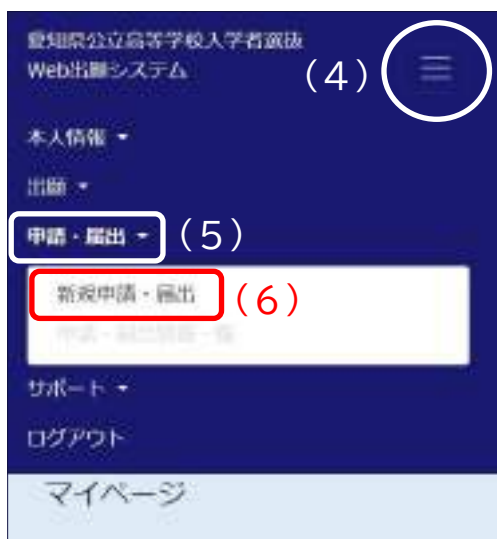 愛知県公立高等学校入学者選抜
Web出願システム
(4)
本人情報
出願
申請・届出
(5)
新規申請・届出
(6)
サポート
ログアウト
マイページ